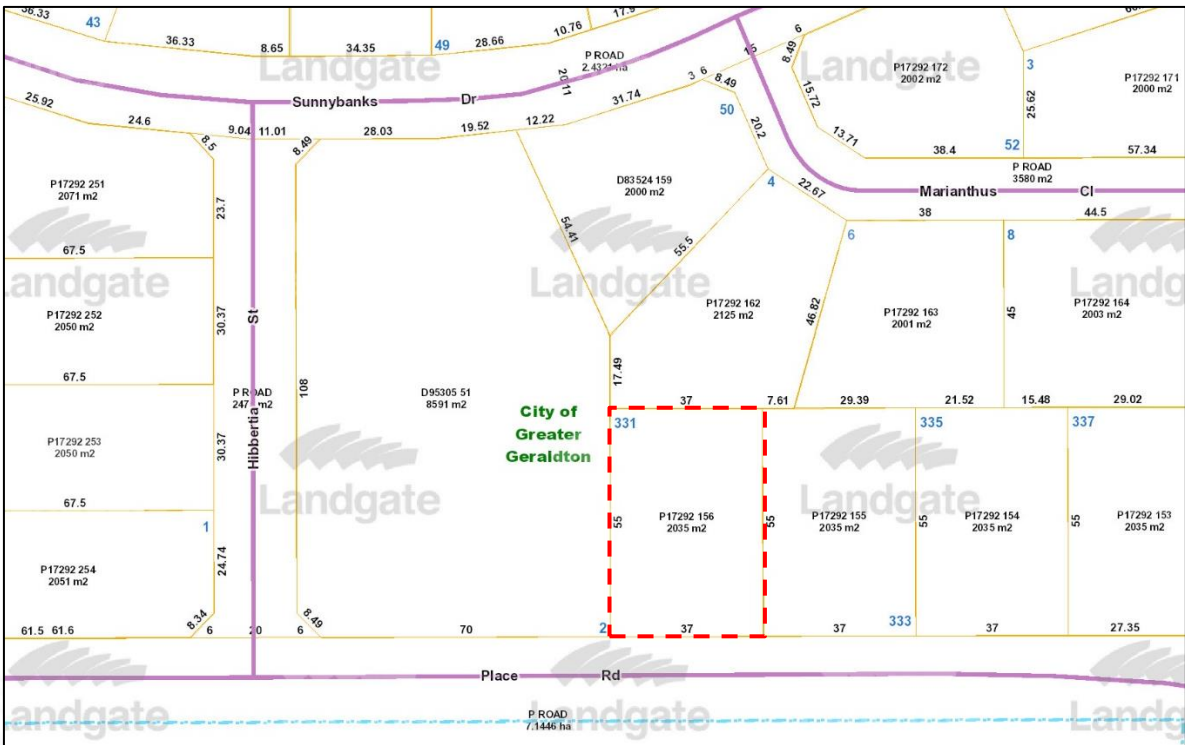 36.33
43
36.33
8.65
34.35
49
28.66
10.76
17.9
P ROAD
2.4321 ha
20.11
15
6
8.49
P17292 172
2002 m2
3
P17292 171
2000 m2
Landgate
Landgate
Sunnybanks Dr
25.92
24.6
9.04
11.01
28.03
19.52
12.22
31.74
3
6
8.49
50
20.2
15.72
13.71
38.4
52
25.62
57.34
P ROAD
3580 m2
8.5
8.49
P17292 251
2071 m2
23.7
D83524 159
2000 m2
4
22.67
Marianthus Cl
38
44.5
6
8
54.41
55.5
67.5
Landgate
Landgate
Landg
P17292 252
2050 m2
30.37
Hibbertia St
P17292 162
2125 m2
46.82
P17292 163
2001 m2
45
P17292 164
2003 m2
17.49
67.5
P ROAD
108
D95305 51
8591 m2
37
7.61
29.39
21.52
15.48
29.02
City of
Greater
Geraldton
331
335
337
P17292 253
2050 m2
30.37
Landgate
Landgate
67.5
1
55
P17292 156
2035 m2
55
P17292 155
2035 m2
55
P17292 154
2035 m2
55
P17292 153
2035 m2
P17292 254
2051 m2
24.74
8.34
8.49
61.5
61.6
6
20
6
70
2
37
37
333
37
27.35
Place Rd
Landgate
Landgate
Landg
P ROAD
7.1446 ha